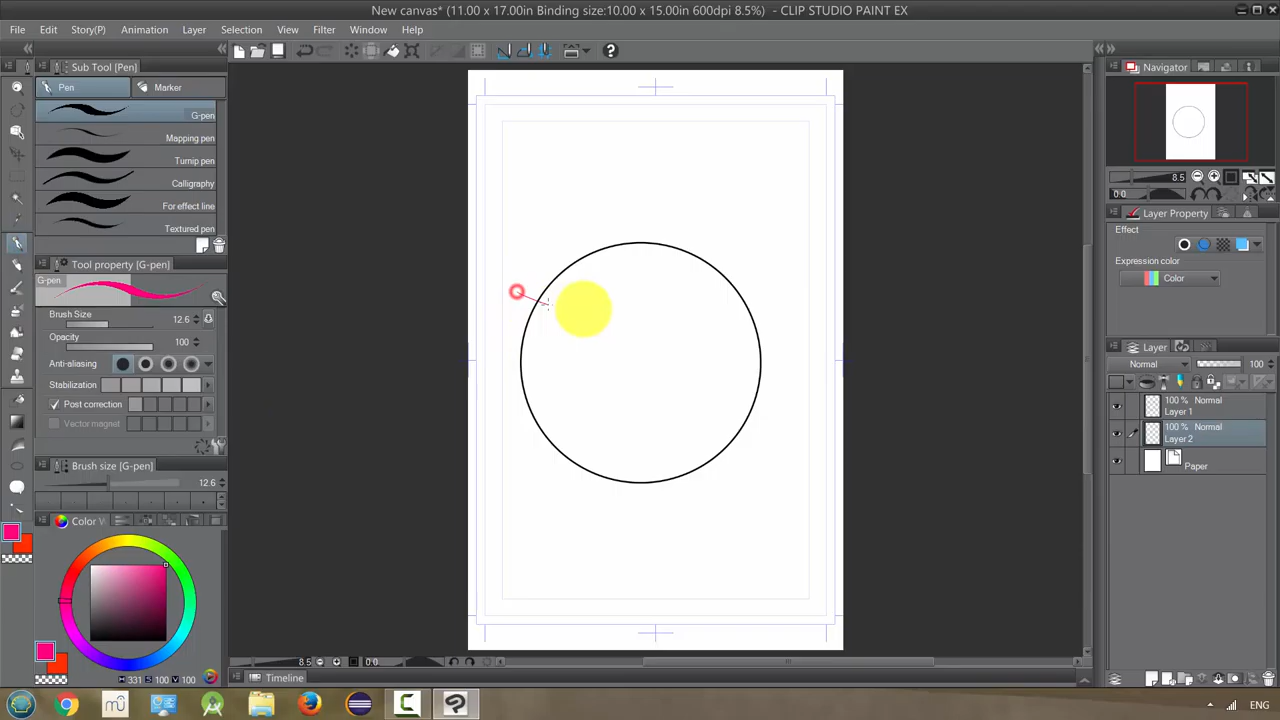 New canvas* (11.00 x 17.00in Binding size:10.00 x 15.00in 600dpi 8.5%) - CLIP STUDIO PAINT EX
File Edit Story(P) Animation Layer Selection View Filter Window Help
Sub Tool [Pen]
Pen Marker
G-pen
Mapping pen
Turnip pen
Calligraphy
For effect line
Textured pen
Tool property [G-pen]
G-pen
Brush Size 12.6
Opacity 100
Anti-aliasing
Stabilization
Post correction
Vector magnet
Brush size [G-pen]
12.6
Color
H 331 S 100 V 100
8.5 0.0
Timeline
Navigator
8.5
0.0
Layer Property
Effect
Expression color
Color
Layer
Normal 100
100 % Normal
Layer 1
100 % Normal
Layer 2
Paper
mü
ENG